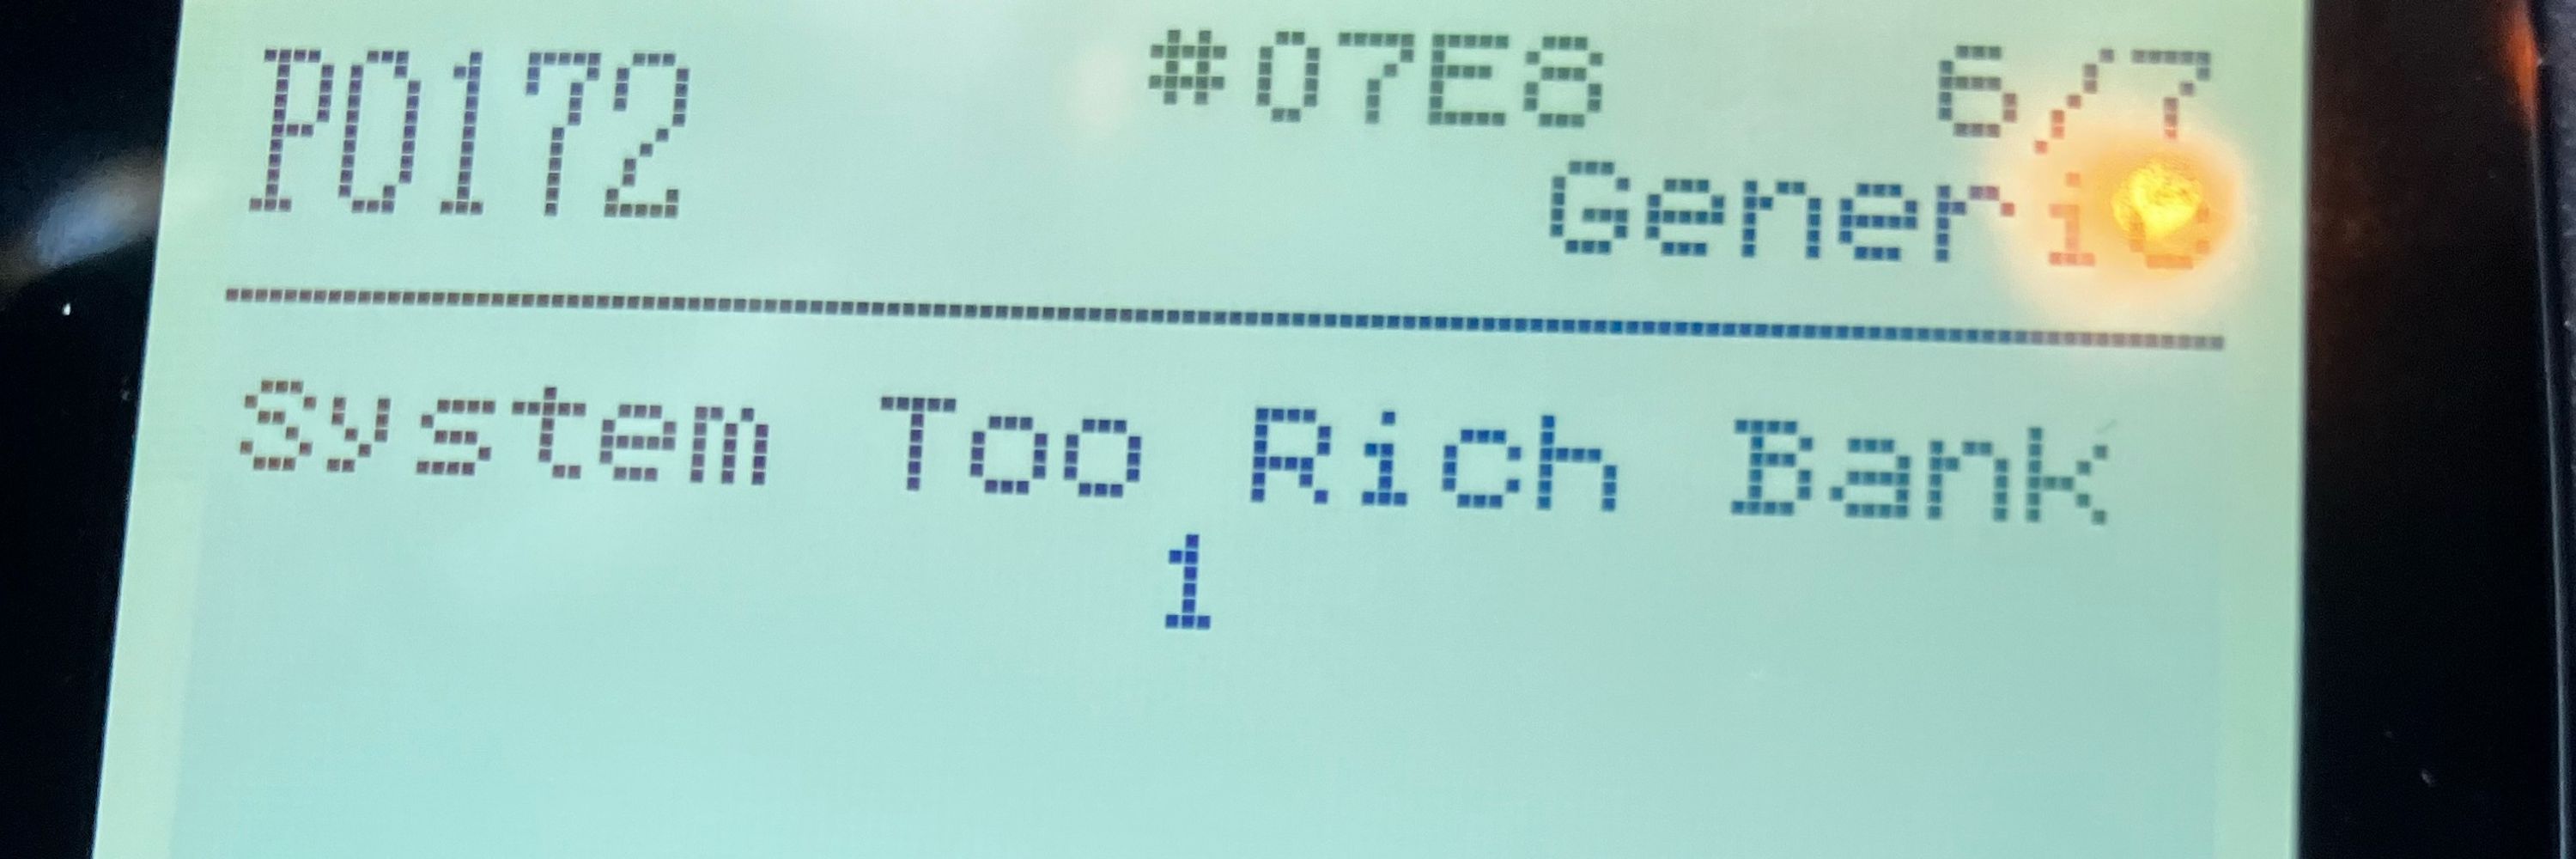 P0172 #07E8 6/7
Generic
System Too Rich Bank
1